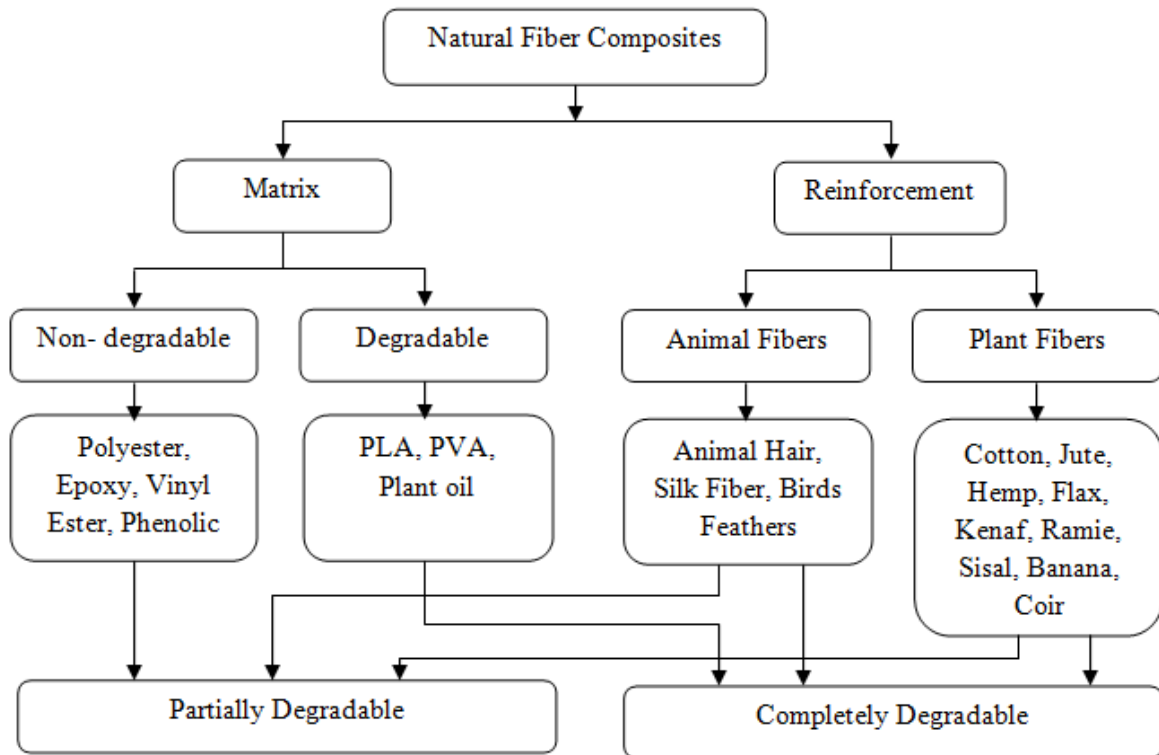 Natural Fiber Composites
Matrix
Reinforcement
Non- degradable
Degradable
Animal Fibers
Plant Fibers
Polyester,
Epoxy, Vinyl
Ester, Phenolic
PLA, PVA,
Plant oil
Animal Hair,
Silk Fiber, Birds
Feathers
Cotton, Jute,
Hemp, Flax,
Kenaf, Ramie,
Sisal, Banana,
Coir
Partially Degradable
Completely Degradable